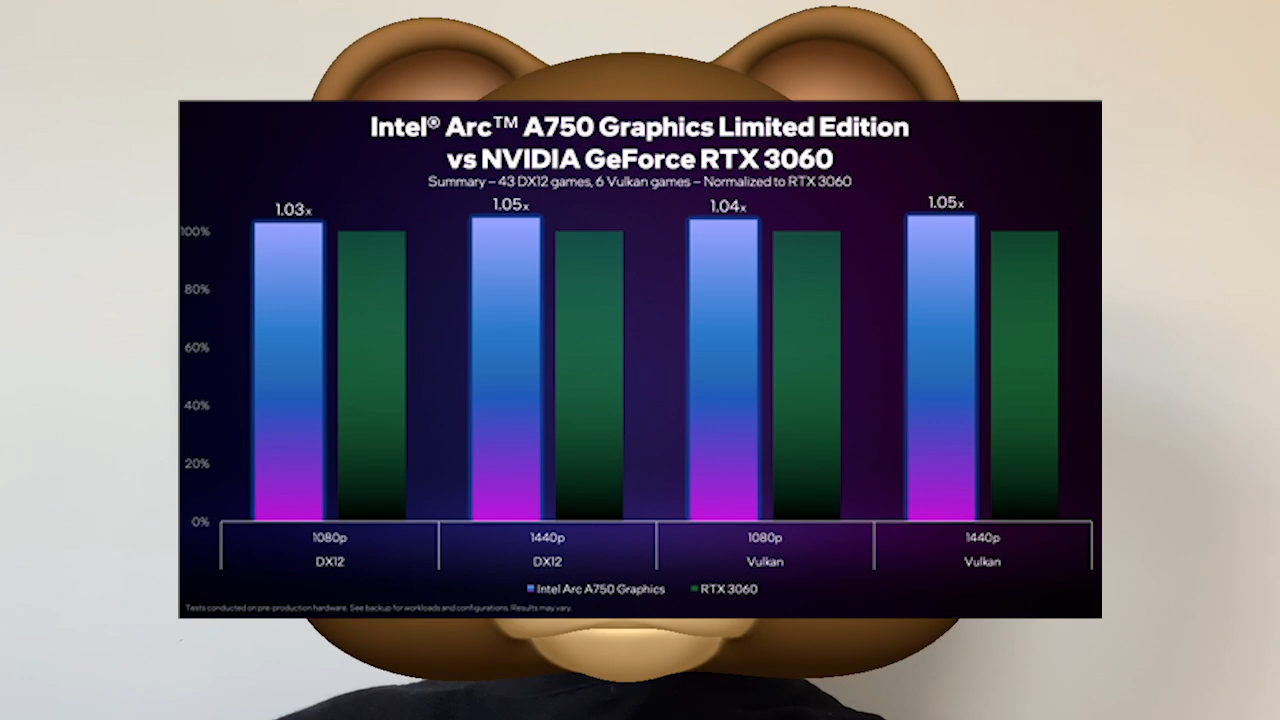 Intel® Arc™ A750 Graphics Limited Edition
vs NVIDIA GeForce RTX 3060
Summary – 43 DX12 games, 6 Vulkan games – Normalized to RTX 3060
1.03x
1.05x
1.04x
1.05x
100%
80%
60%
40%
20%
0%
1080p
1440p
1080p
1440p
DX12
DX12
Vulkan
Vulkan
Intel Arc A750 Graphics
RTX 3060
Tests conducted on pre-production hardware. See backup for workloads and configurations. Results may vary.